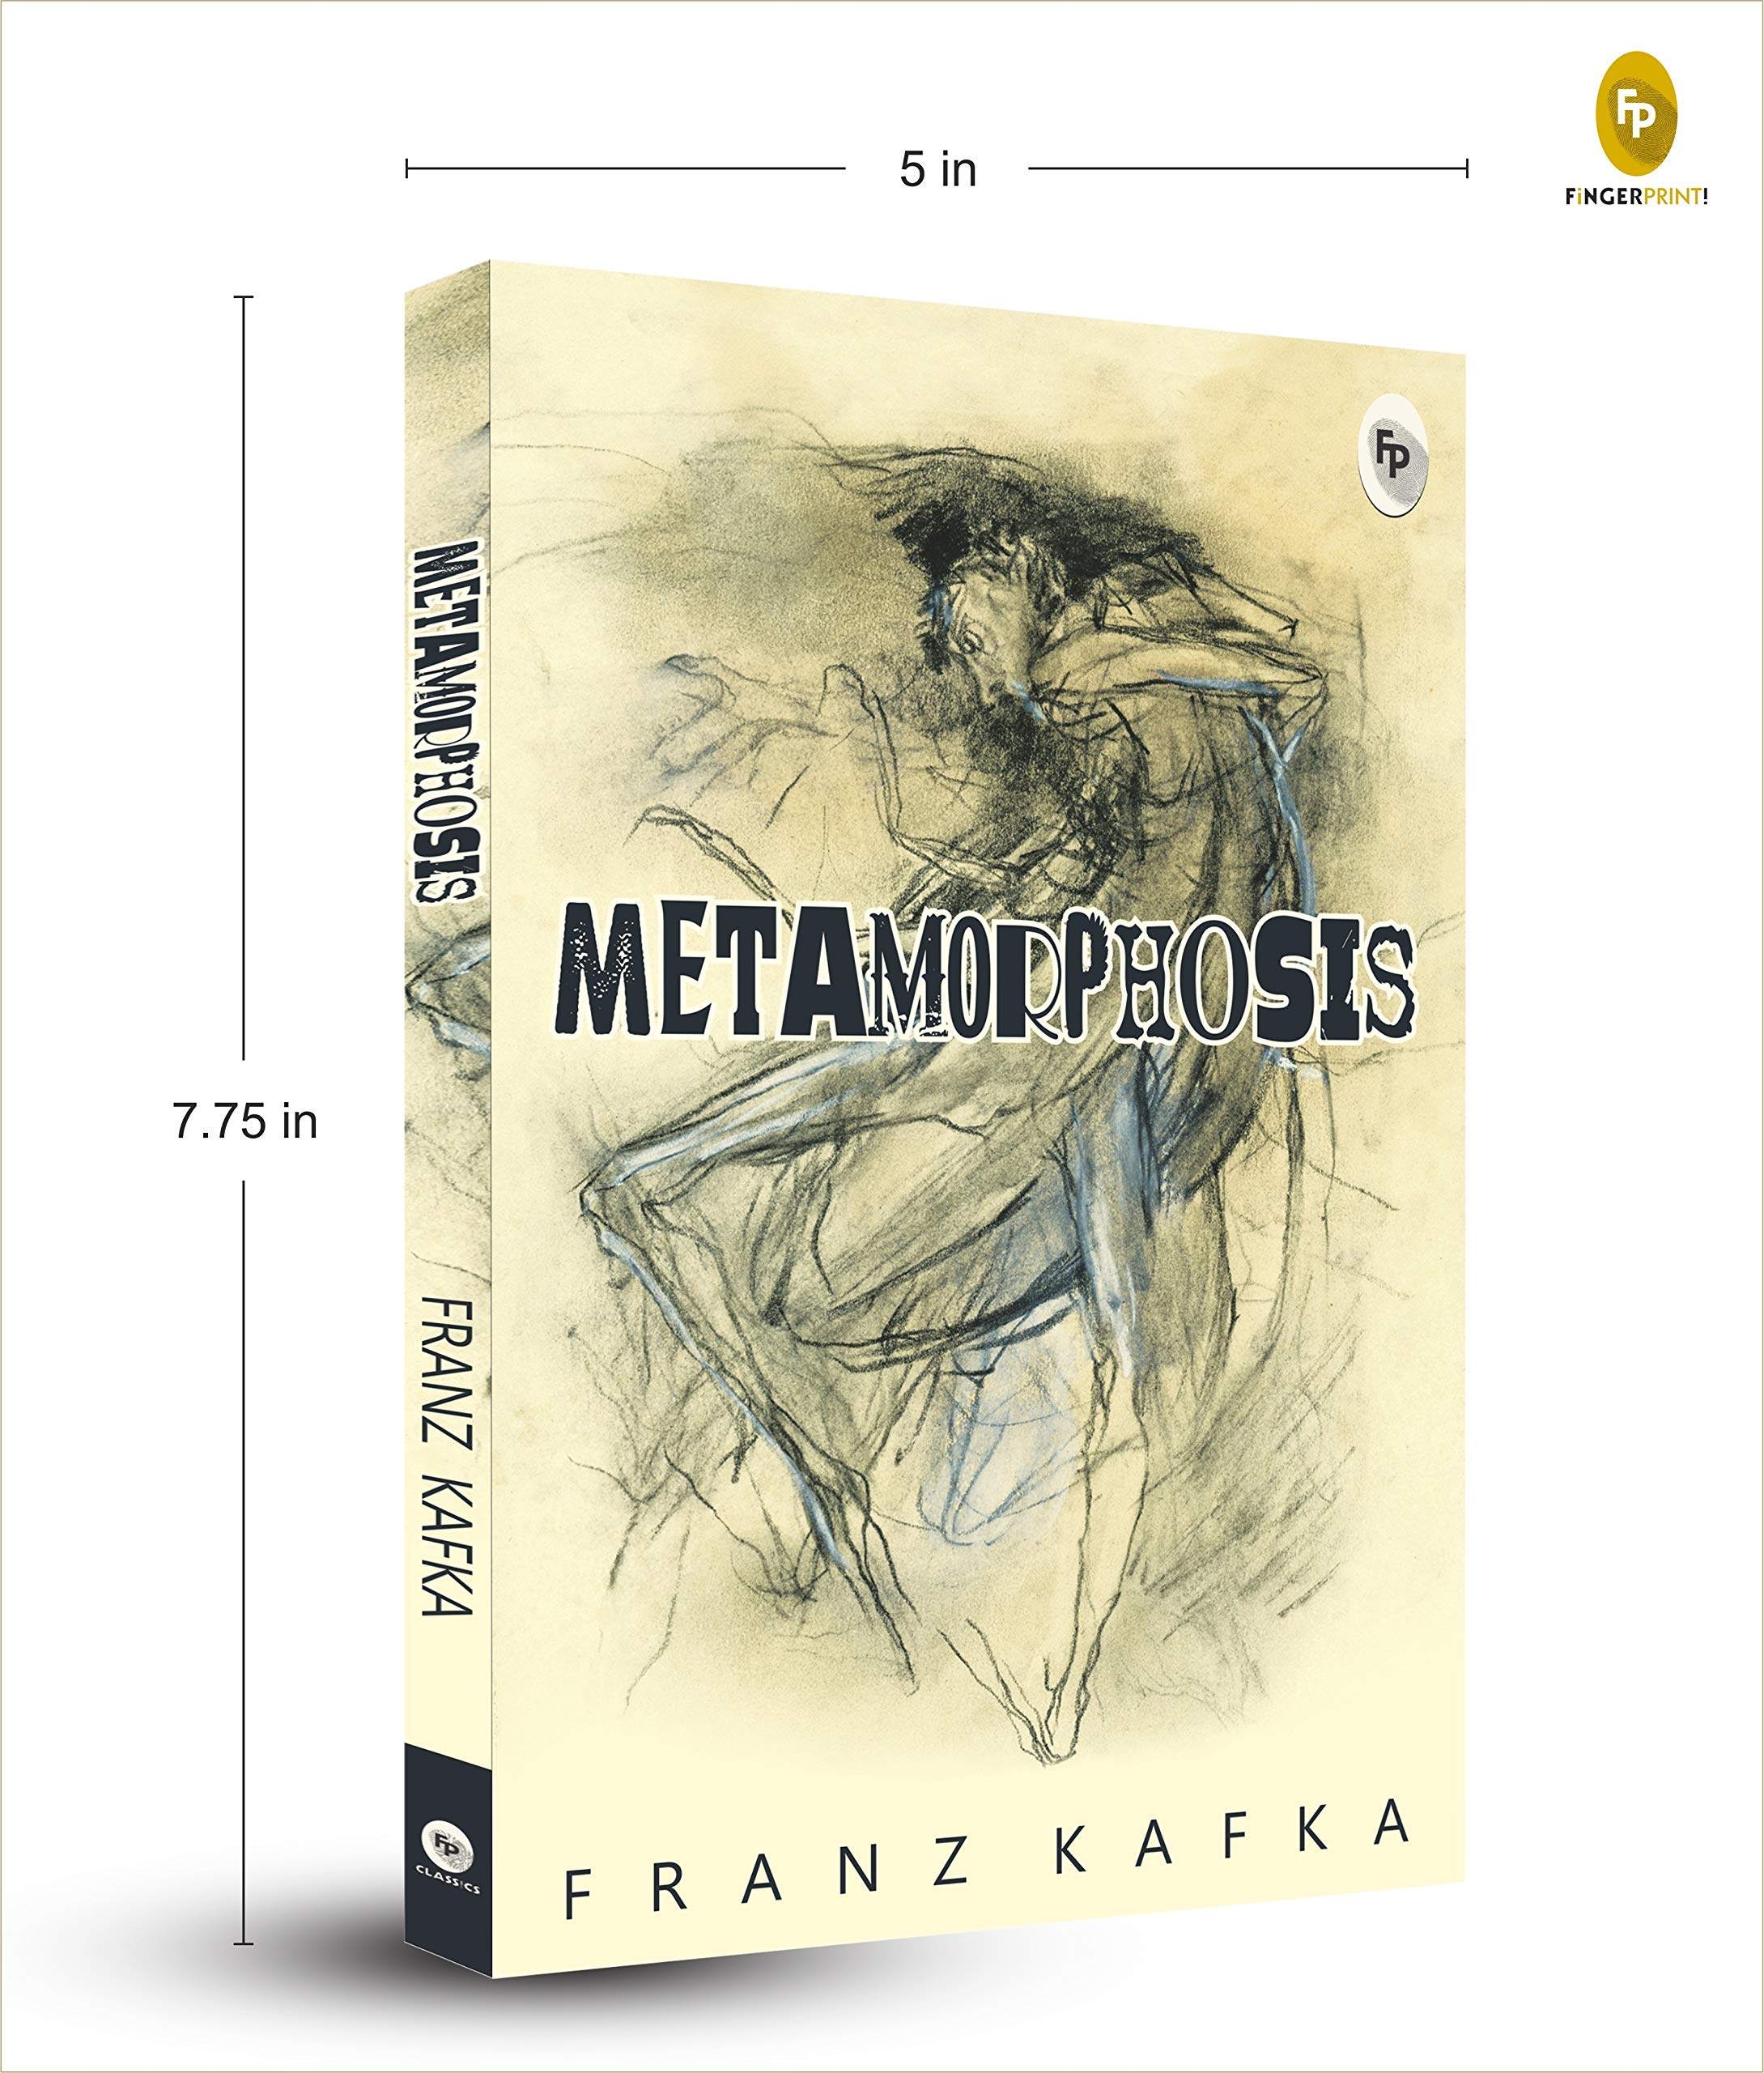 FP
FiNGERPRINT!
5 in
7.75 in
FP
METAMORPHOSIS
FRANZ KAFKA
METAMORPHOSIS
FRANZ KAFKA
FP
CLASSICS